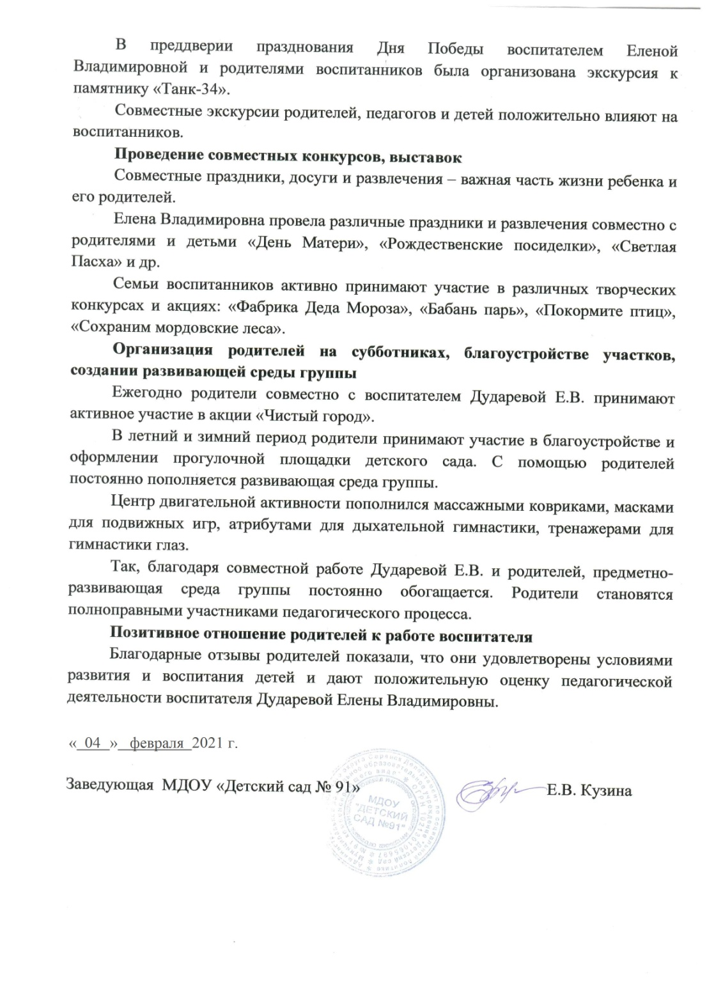 В преддверии празднования Дня Победы воспитателем Еленой
Владимировной и родителями воспитанников была организована экскурсия к
памятнику «Танк-34».
Совместные экскурсии родителей, педагогов и детей положительно влияют на
воспитанников.
Проведение совместных конкурсов, выставок
Совместные праздники, досуги и развлечения – важная часть жизни ребенка и
его родителей.
Елена Владимировна провела различные праздники и развлечения совместно с
родителями и детьми «День Матери», «Рождественские посиделки», «Светлая
Пасха» и др.
Семьи воспитанников активно принимают участие в различных творческих
конкурсах и акциях: «Фабрика Деда Мороза», «Бабань парь», «Покормите птиц»,
«Сохраним мордовские леса».
Организация родителей на субботниках, благоустройстве участков,
создании развивающей среды группы
Ежегодно родители совместно с воспитателем Дударевой Е.В. принимают
активное участие в акции «Чистый город».
В летний и зимний период родители принимают участие в благоустройстве и
оформлении прогулочной площадки детского сада. С помощью родителей
постоянно пополняется развивающая среда группы.
Центр двигательной активности пополнился массажными ковриками, масками
для подвижных игр, атрибутами для дыхательной гимнастики, тренажерами для
гимнастики глаз.
Так, благодаря совместной работе Дударевой Е.В. и родителей, предметно-
развивающая среда группы постоянно обогащается. Родители становятся
полноправными участниками педагогического процесса.
Позитивное отношение родителей к работе воспитателя
Благодарные отзывы родителей показали, что они удовлетворены условиями
развития и воспитания детей и дают положительную оценку педагогической
деятельности воспитателя Дударевой Елены Владимировны.
«_04_»_февраля_2021 г.
Заведующая МДОУ «Детский сад № 91» Е.В. Кузина
МДОУ
"ДЕТСКИЙ
САД №91"